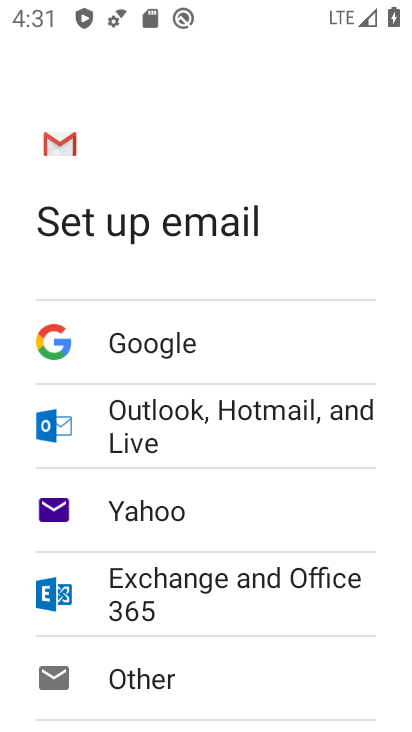 4:31 LTE
Set up email
Google
Outlook, Hotmail, and
Live
Yahoo
Exchange and Office
365
Other